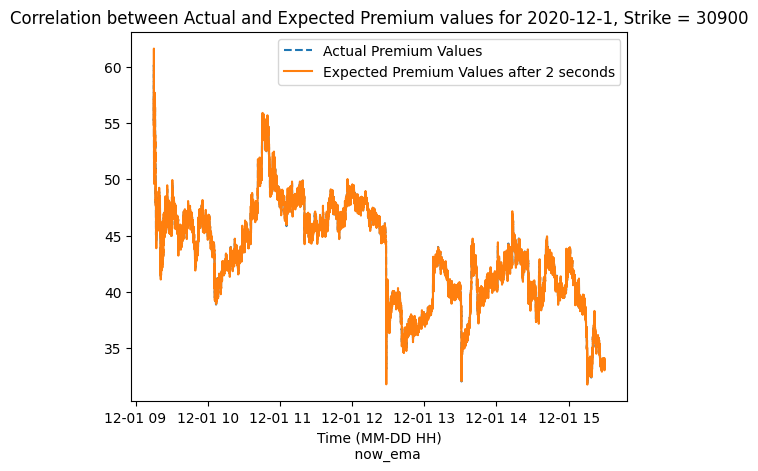 Correlation between Actual and Expected Premium values for 2020-12-1, Strike = 30900
Actual Premium Values
Expected Premium Values after 2 seconds
60
55
50
45
40
35
12-01 09 12-01 10 12-01 11 12-01 12 12-01 13 12-01 14 12-01 15
Time (MM-DD HH)
now_ema